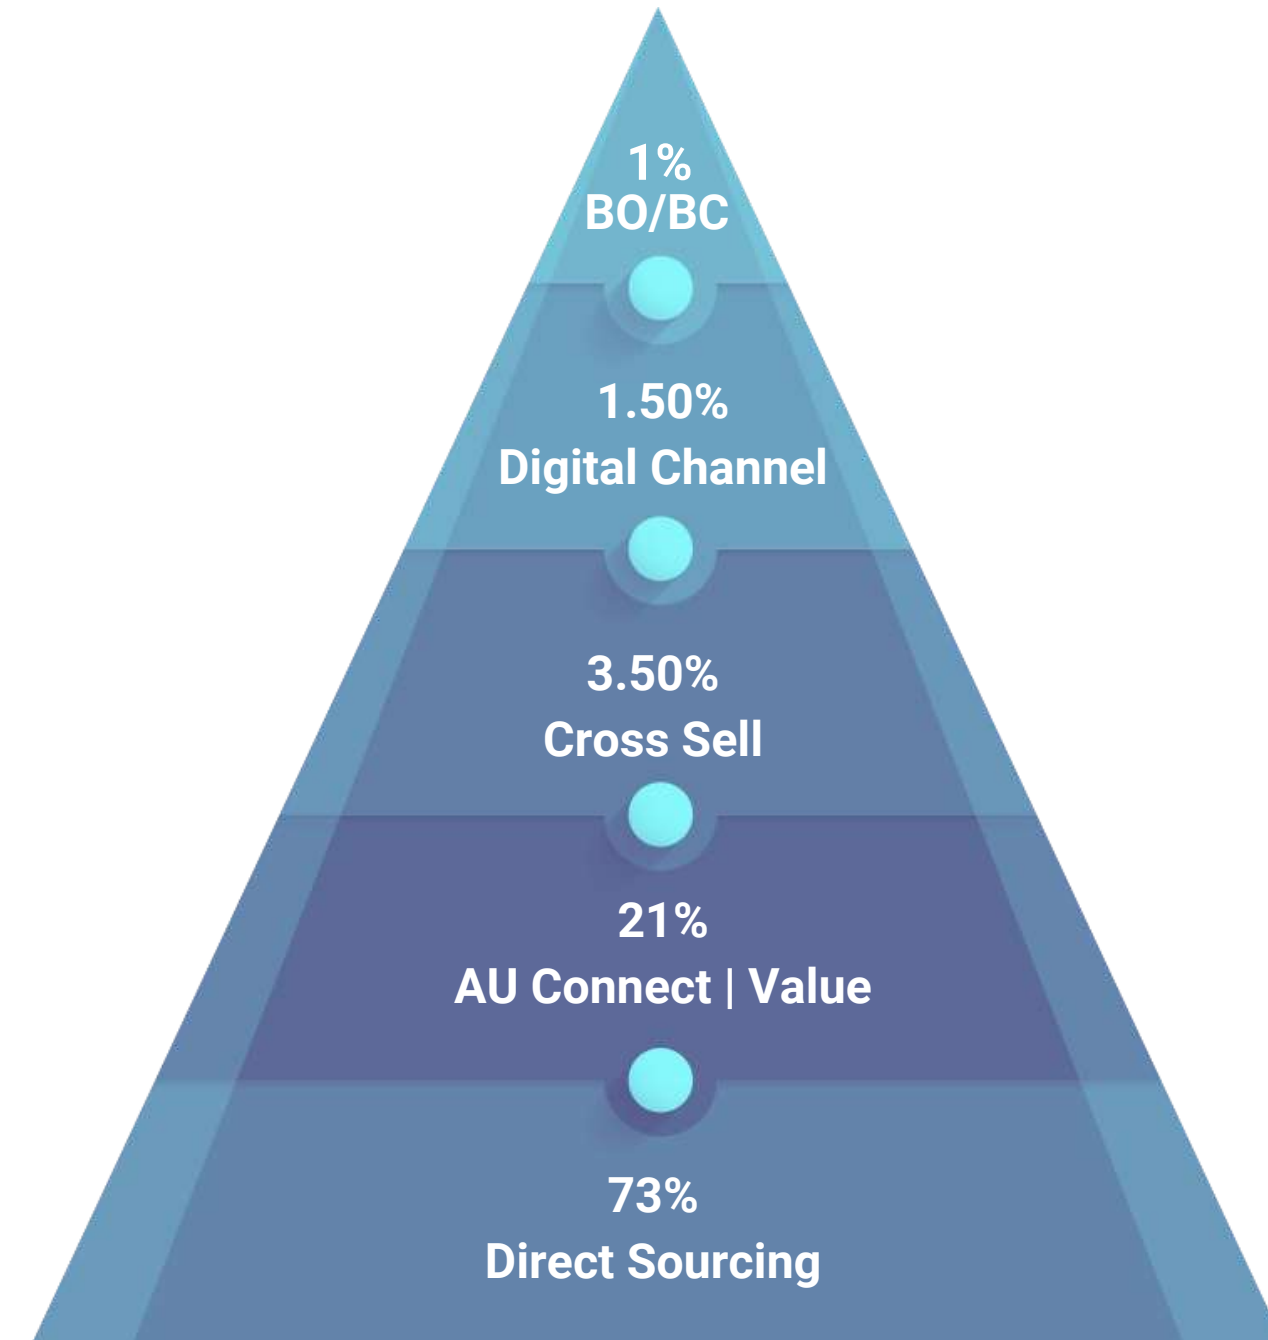 1%
BO/BC
1.50%
Digital Channel
3.50%
Cross Sell
21%
AU Connect | Value
73%
Direct Sourcing